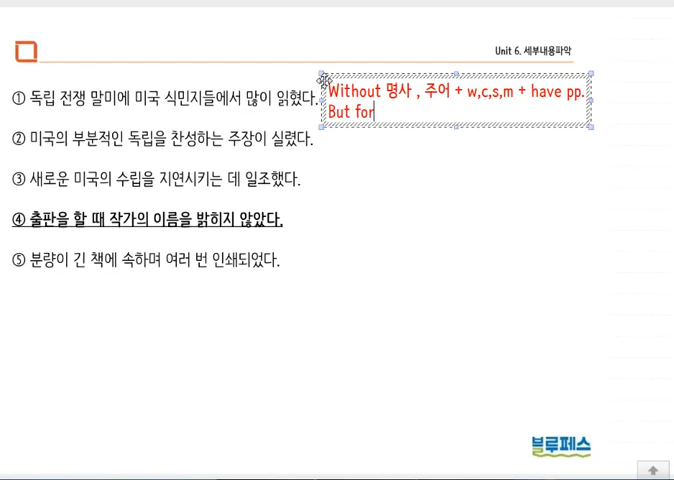 Unit 6. 세부내용파악
Without 명사 , 주어 + w,c,s,m + have pp.
But for
① 독립 전쟁 말미에 미국 식민지들에서 많이 읽혔다.
② 미국의 부분적인 독립을 찬성하는 주장이 실렸다.
③ 새로운 미국의 수립을 지연시키는 데 일조했다.
④ 출판을 할 때 작가의 이름을 밝히지 않았다.
⑤ 분량이 긴 책에 속하며 여러 번 인쇄되었다.
블루페스